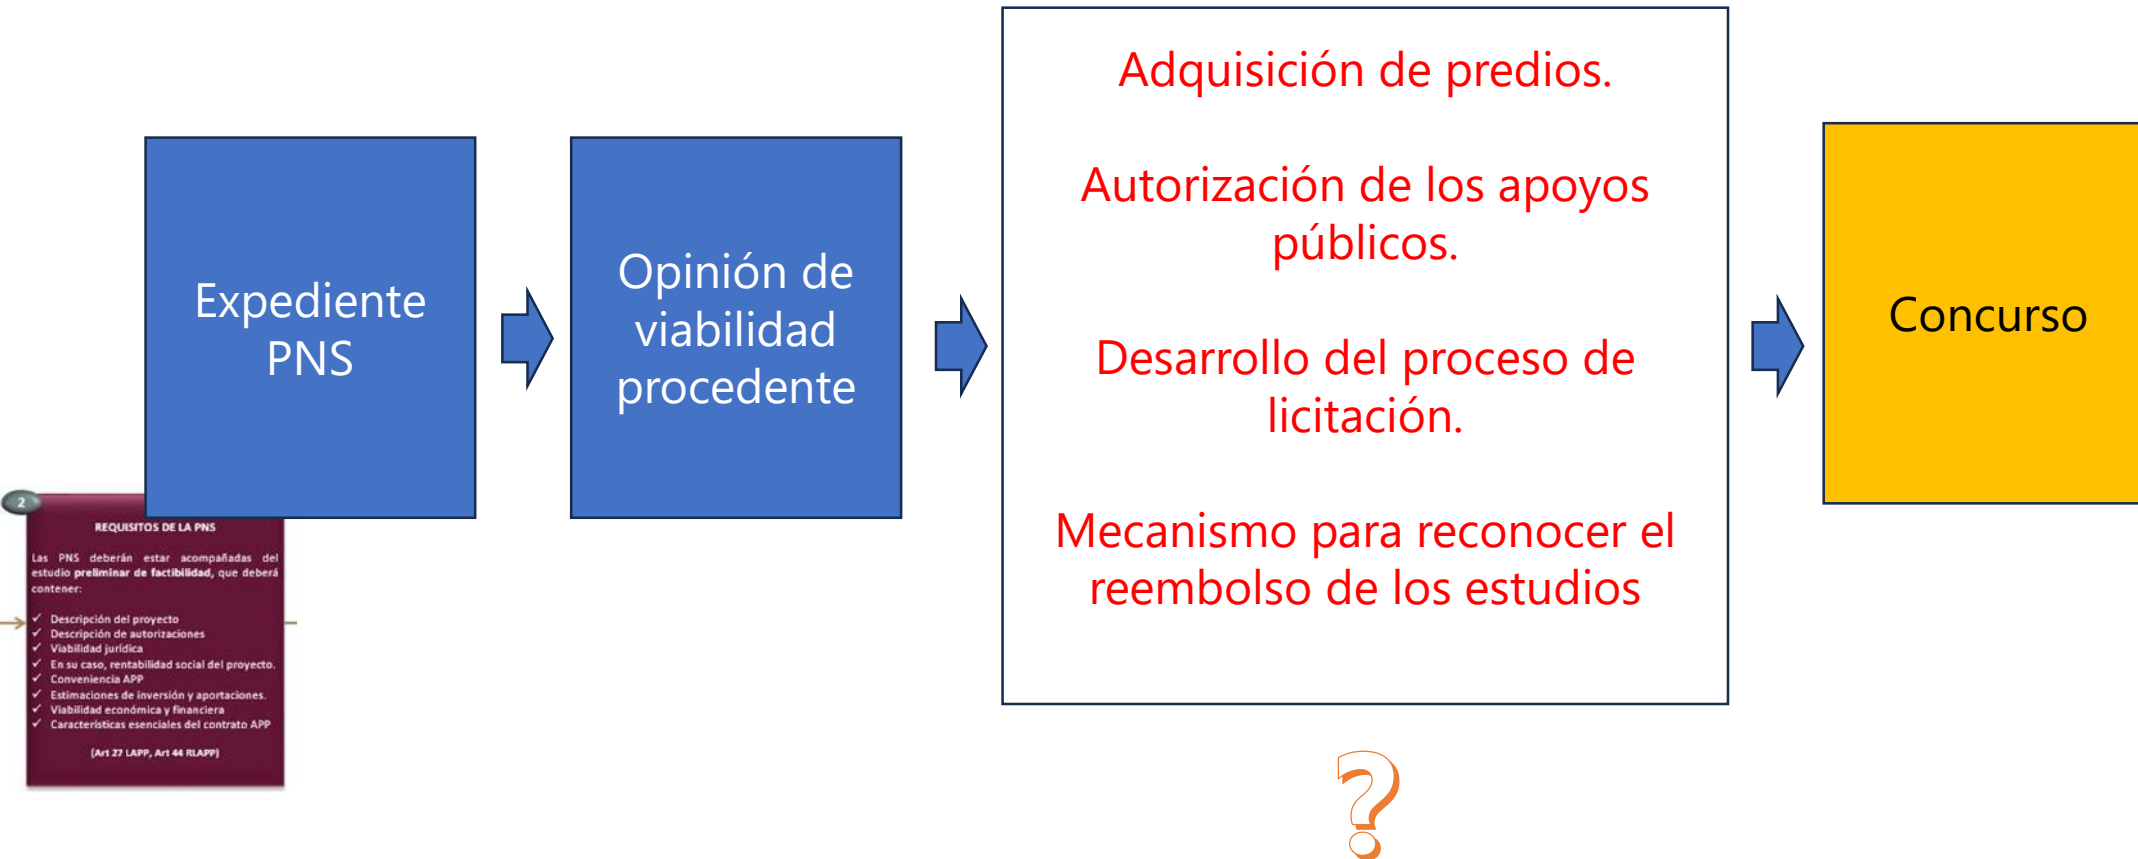 Expediente
PNS
Opinión de
viabilidad
procedente
Adquisición de predios.
Autorización de los apoyos
públicos.
Desarrollo del proceso de
licitación.
Mecanismo para reconocer el
reembolso de los estudios
Concurso
2
REQUISITOS DE LA PNS
Las PNS deberán estar acompañadas del
estudio preliminar de factibilidad, que deberá
contener:
✓ Descripción del proyecto
✓ Descripción de autorizaciones
✓ Viabilidad jurídica
✓ En su caso, rentabilidad social del proyecto.
✓ Conveniencia APP
✓ Estimaciones de inversión y aportaciones.
✓ Viabilidad económica y financiera
✓ Características esenciales del contrato APP
(Art 27 LAPP, Art 44 RLAPP)
?